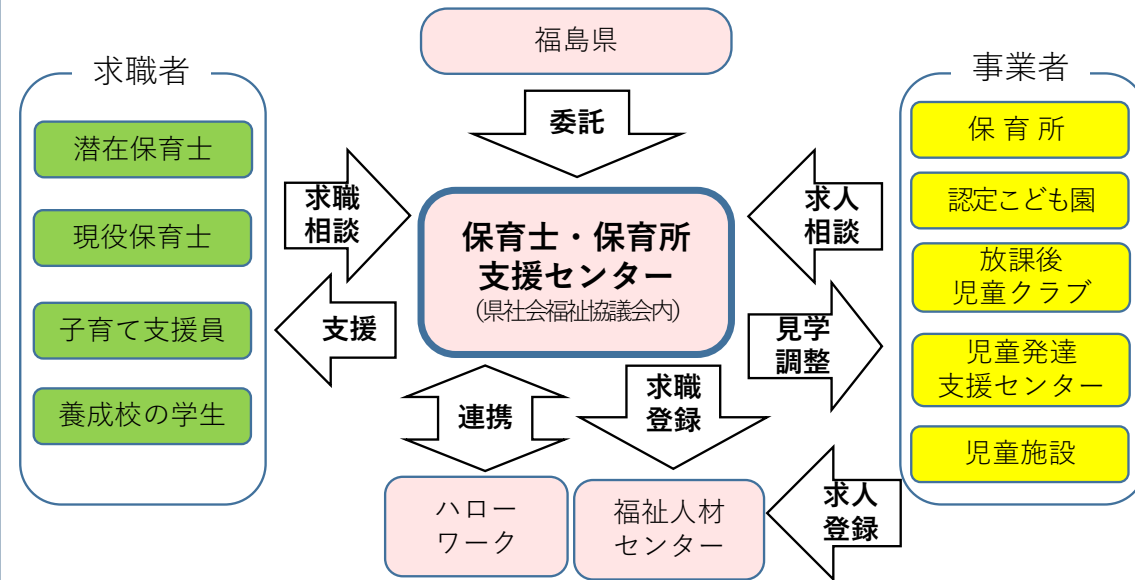 福島県
委託
求職者
潜在保育士
現役保育士
子育て支援員
養成校の学生
求職
相談
支援
保育士・保育所
支援センター
(県社会福祉協議会内)
連携
求職
登録
ハロー
ワーク
福祉人材
センター
求人
相談
見学
調整
求人
登録
事業者
保 育 所
認定こども園
放課後
児童クラブ
児童発達
支援センター
児童施設